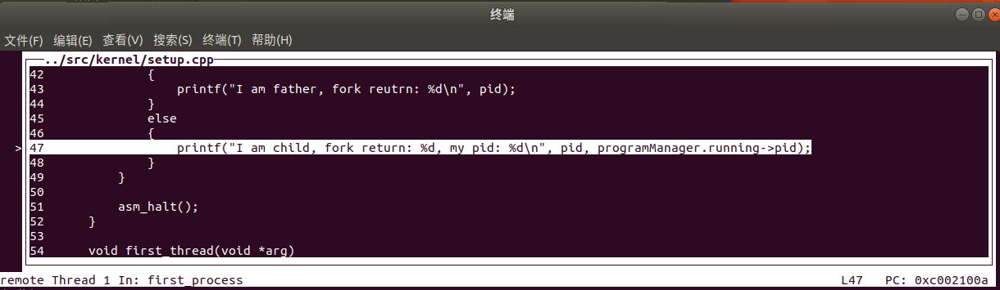 终端
文件(F) 编辑(E) 查看(V) 搜索(S) 终端(T) 帮助(H)
../src/kernel/setup.cpp
42 {
43 printf("I am father, fork reutrn: %d\n", pid);
44 }
45 else
46 {
>47 printf("I am child, fork return: %d, my pid: %d\n", pid, programManager.running->pid);
48 }
49 }
50
51 asm_halt();
52 }
53
54 void first_thread(void *arg)
remote Thread 1 In: first_process L47 PC: 0xc002100a